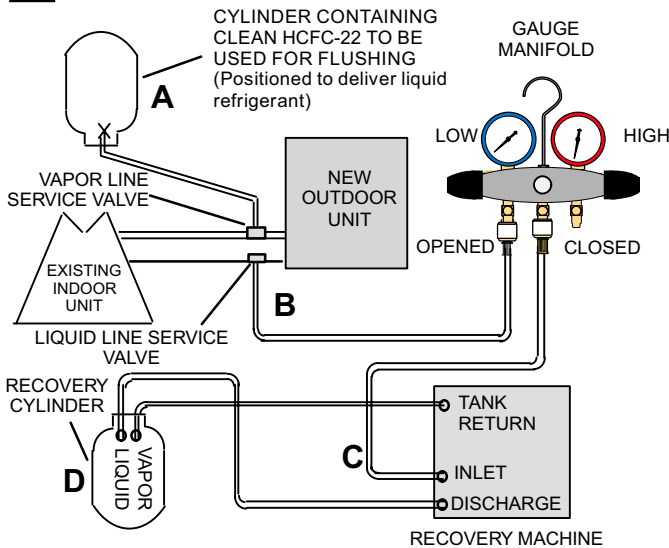 CYLINDER CONTAINING
CLEAN HCFC-22 TO BE
USED FOR FLUSHING
(Positioned to deliver liquid
refrigerant)
A
GAUGE
MANIFOLD
LOW
HIGH
VAPOR LINE
SERVICE VALVE
NEW
OUTDOOR
UNIT
OPENED
CLOSED
EXISTING
INDOOR
UNIT
B
LIQUID LINE SERVICE
VALVE
RECOVERY
CYLINDER
TANK
RETURN
C
D
LIQUID
VAPOR
INLET
DISCHARGE
RECOVERY MACHINE